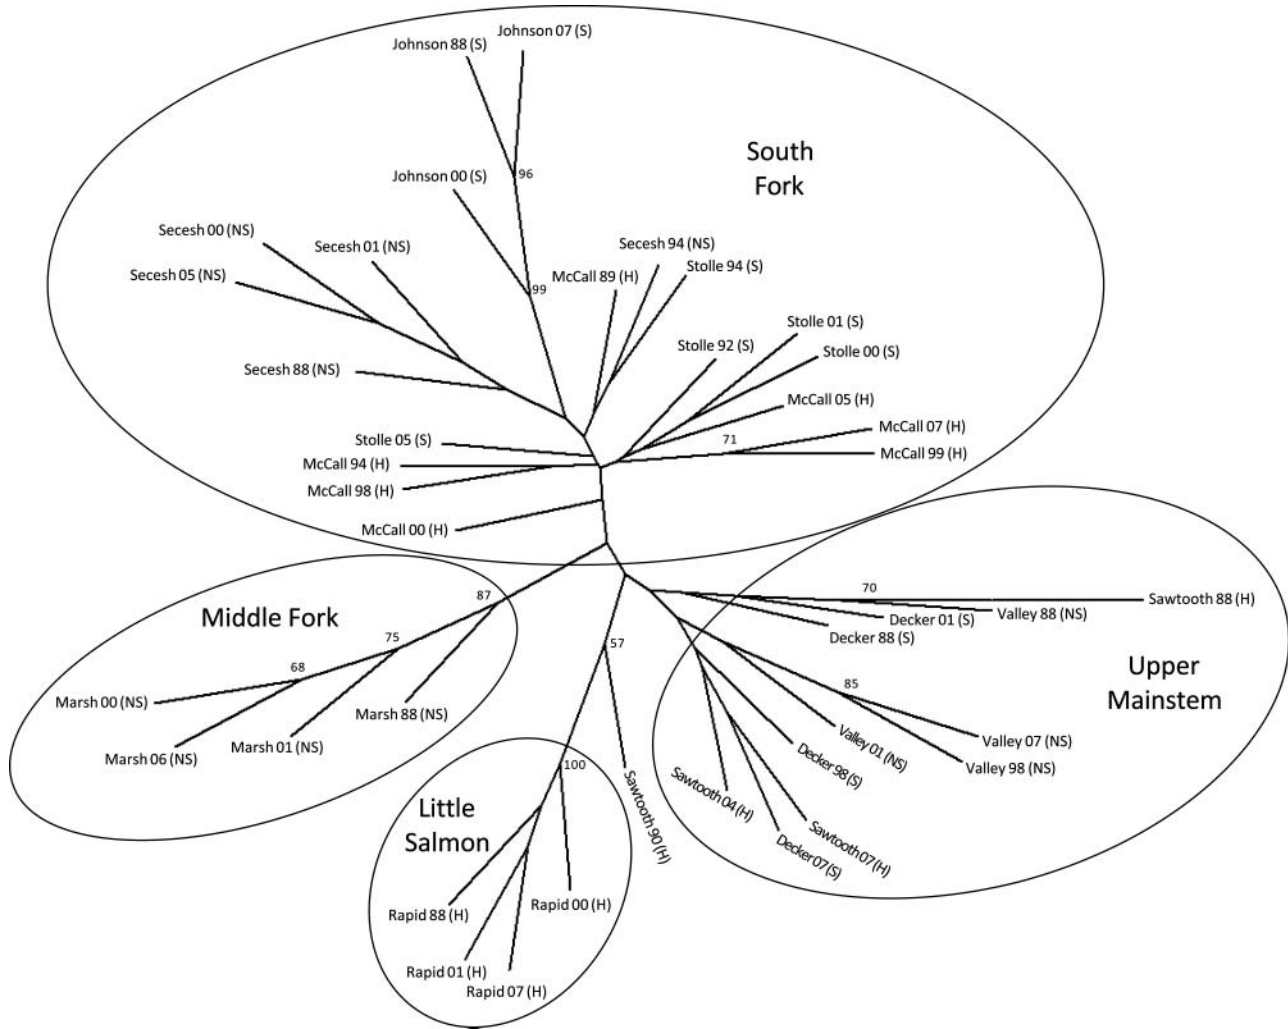 Johnson 07 (S)
Johnson 88 (S)
South
Fork
96
Johnson 00 (S)
Secesh 00 (NS)
Secesh 01 (NS)
Secesh 94 (NS)
Secesh 05 (NS)
McCall 89 (H)
Stolle 94 (S)
99
Stolle 01 (S)
Stolle 92 (S)
Stolle 00 (S)
Secesh 88 (NS)
McCall 05 (H)
McCall 07 (H)
Stolle 05 (S)
71
McCall 99 (H)
McCall 94 (H)
McCall 98 (H)
McCall 00 (H)
87
70
Sawtooth 88 (H)
Middle Fork
Decker 01 (S)
Valley 88 (NS)
Decker 88 (S)
75
57
68
Upper
Mainstem
85
Marsh 00 (NS)
Marsh 88 (NS)
Marsh 01 (NS)
Marsh 06 (NS)
Valley 01 (NS)
Valley 07 (NS)
Valley 98 (NS)
Decker 98 (S)
100
Sawtooth 04 (H)
Sawtooth 90 (H)
Sawtooth 07 (H)
Decker 07 (S)
Little
Salmon
Rapid 00 (H)
Rapid 88 (H)
Rapid 01 (H)
Rapid 07 (H)